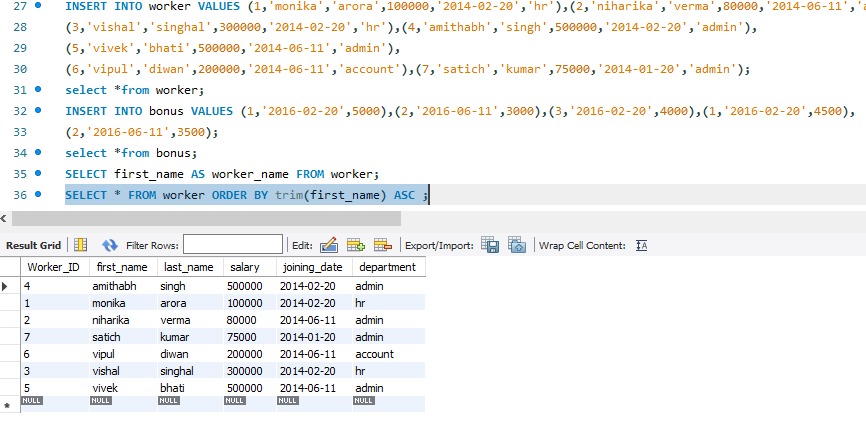 27 INSERT INTO worker VALUES (1,'monika','arora',100000,'2014-02-20','hr'),(2,'niharika','verma',80000,'2014-06-11','a
28 (3,'vishal','singhal',300000,'2014-02-20','hr'),(4,'amithabh','singh',500000,'2014-02-20','admin'),
29 (5,'vivek','bhati',500000,'2014-06-11','admin'),
30 (6,'vipul','diwan',200000,'2014-06-11','account'),(7,'satich','kumar',75000,'2014-01-20','admin');
31 select *from worker;
32 INSERT INTO bonus VALUES (1,'2016-02-20',5000),(2,'2016-06-11',3000),(3,'2016-02-20',4000),(1,'2016-02-20',4500),
33 (2,'2016-06-11',3500);
34 select *from bonus;
35 SELECT first_name AS worker_name FROM worker;
36 SELECT * FROM worker ORDER BY trim(first_name) ASC ;
Result Grid Filter Rows: Edit: Export/Import: Wrap Cell Content: IA
Worker_ID first_name last_name salary joining_date department
4 amithabh singh 500000 2014-02-20 admin
1 monika arora 100000 2014-02-20 hr
2 niharika verma 80000 2014-06-11 admin
7 satich kumar 75000 2014-01-20 admin
6 vipul diwan 200000 2014-06-11 account
3 vishal singhal 300000 2014-02-20 hr
5 vivek bhati 500000 2014-06-11 admin
NULL NULL NULL NULL NULL NULL